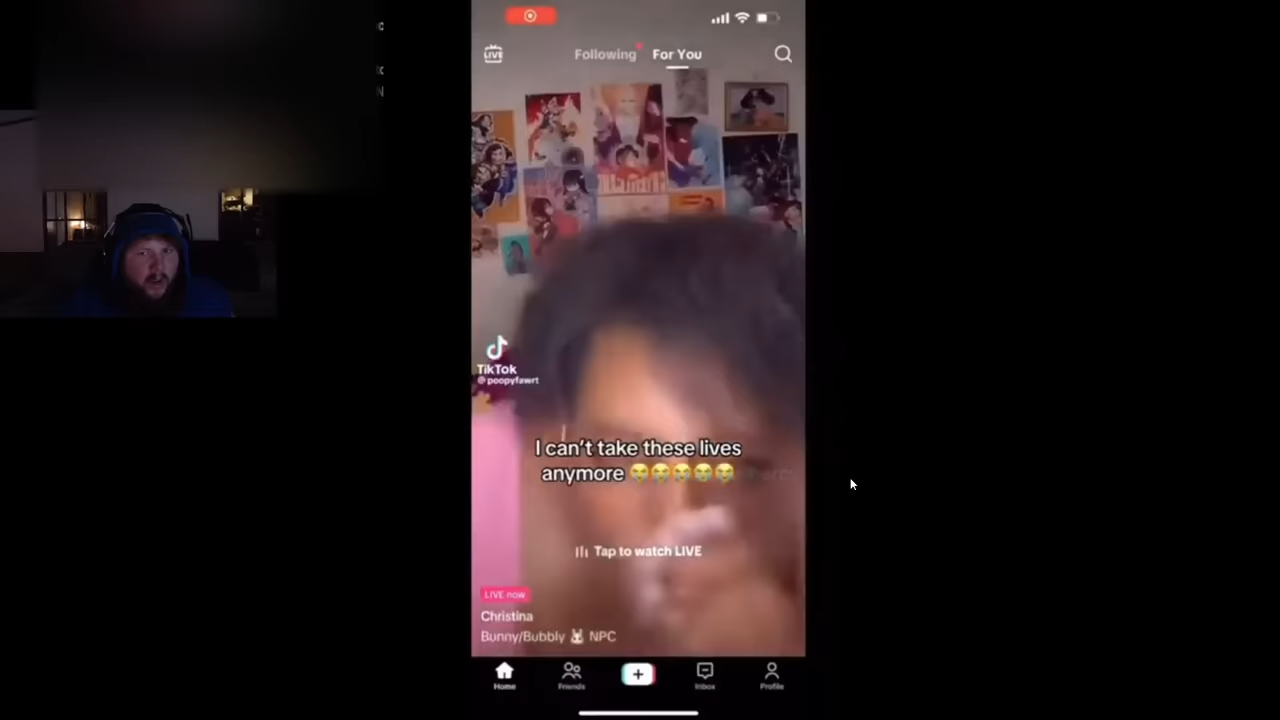 LIVE
Following
For You
TikTok
@poopyfawrt
I can't take these lives
anymore 😭😭😭😭😭
Tap to watch LIVE
LIVE now
Christina
Bunny/Bubbly 🐰 NPC
Home
Friends
Inbox
Profile